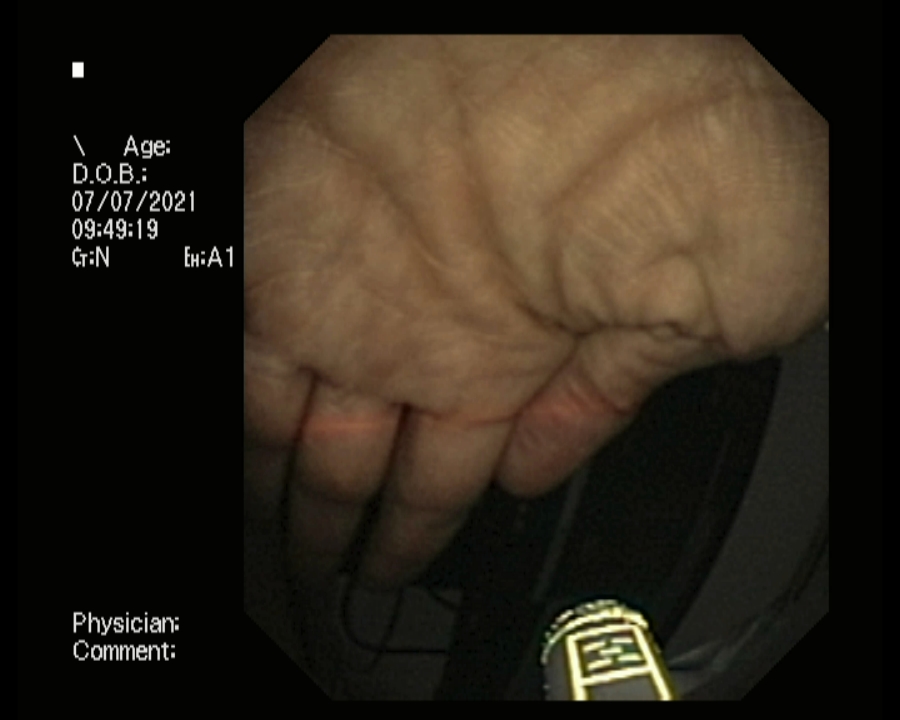 \ Age:
D.O.B.:
07/07/2021
09:49:19
Cr:N EH:A1
Physician:
Comment: